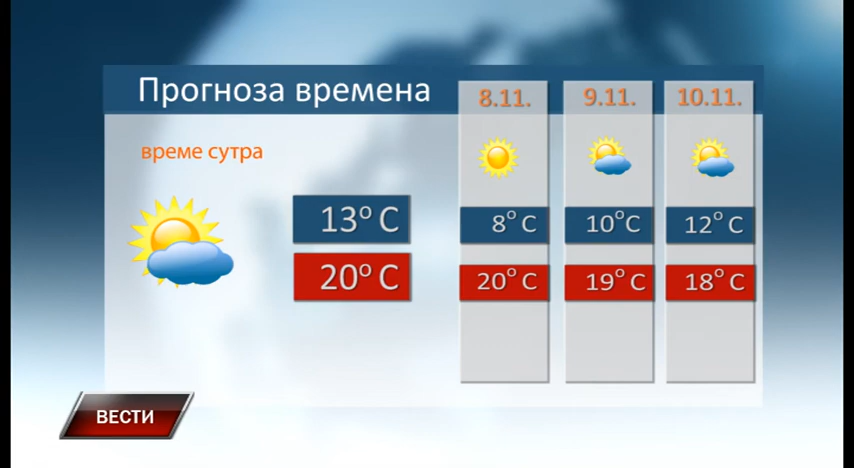 Прогноза времена
време сутра
13° C
20° C
8.11.
8° C
20° C
9.11.
10°C
19° C
10.11.
12° C
18° C
ВЕСТИ